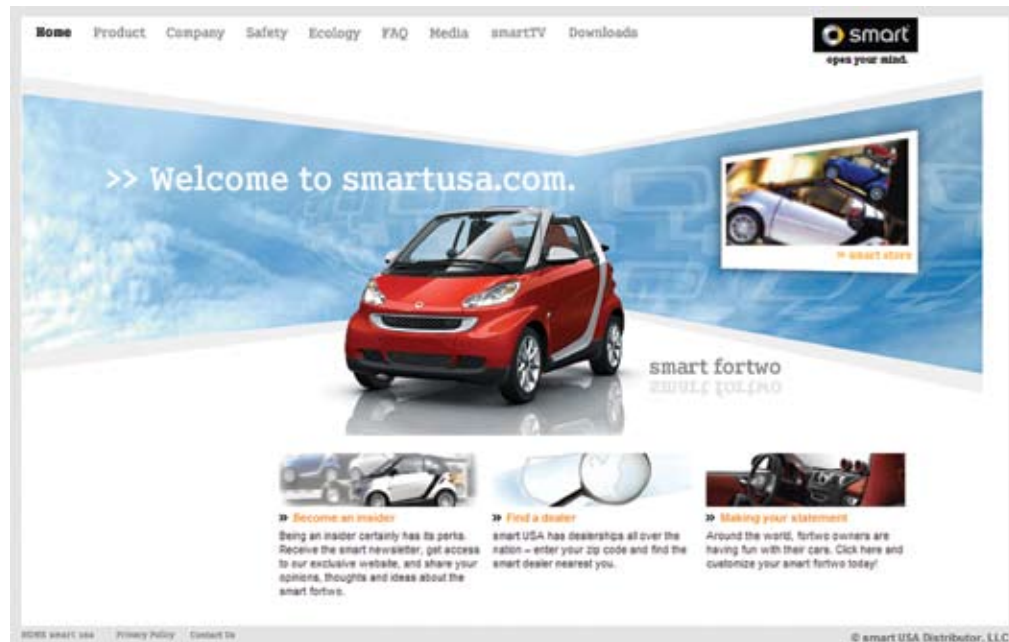 Home Product Company Safety Ecology FAQ Media smartTV Downloads
smart
open your mind.
>> Welcome to smartusa.com.
» smart store
smart fortwo
» Become an insider
Being an insider certainly has its perks.
Receive the smart newsletter, get access
to our exclusive website, and share your
opinions, thoughts and ideas about the
smart fortwo.
» Find a dealer
smart USA has dealerships all over the
nation – enter your zip code and find the
smart dealer nearest you.
» Making your statement
Around the world, fortwo owners are
having fun with their cars. Click here and
customize your smart fortwo today!
smart usa Privacy Policy Contact Us
© smart USA Distributor, LLC